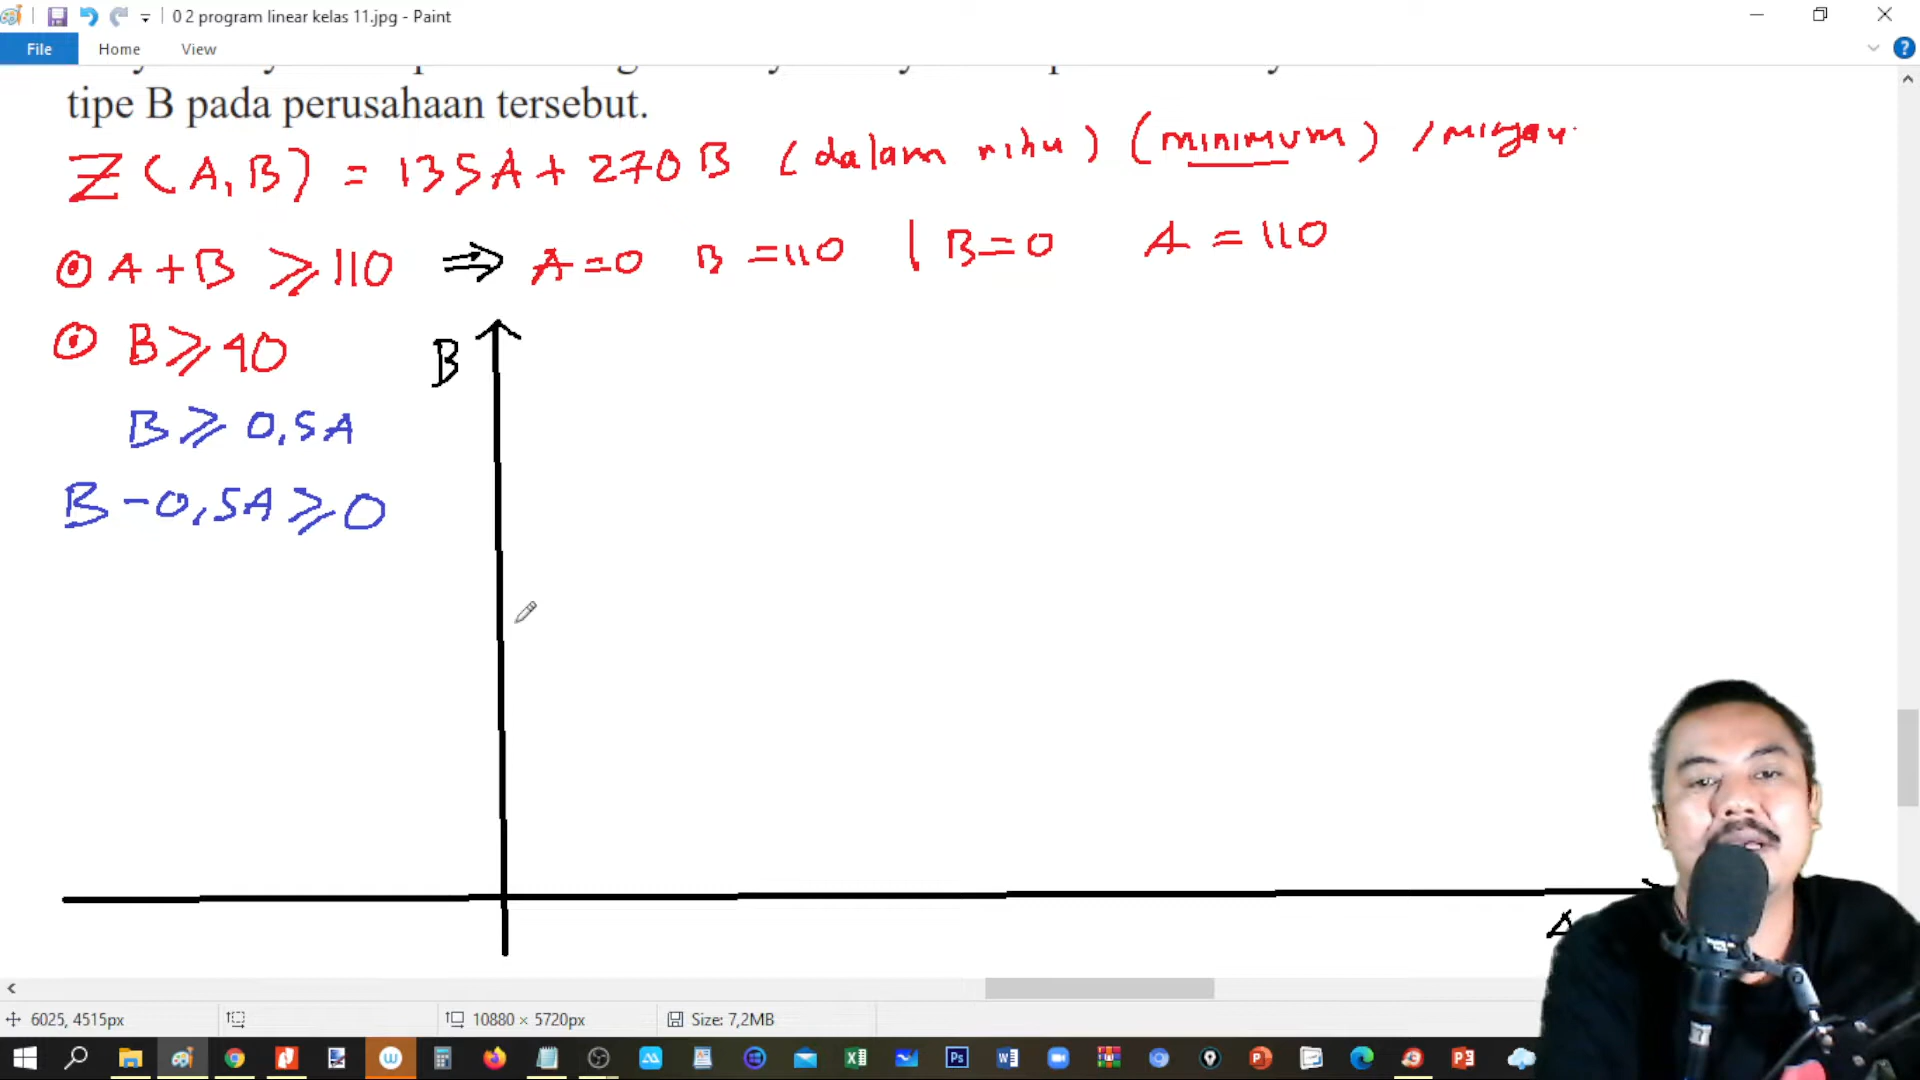 0 2 program linear kelas 11.jpg - Paint
File Home View
tipe B pada perusahaan tersebut.
Z(A,B) = 135A + 270B (dalam ribu) (minimum) /minggu
A + B ≥ 110 ⇒ A = 0 B = 110 | B = 0 A = 110
B ≥ 40
B
B ≥ 0,5A
B - 0,5A ≥ 0
A
6025, 4515px 10880 × 5720px Size: 7,2MB